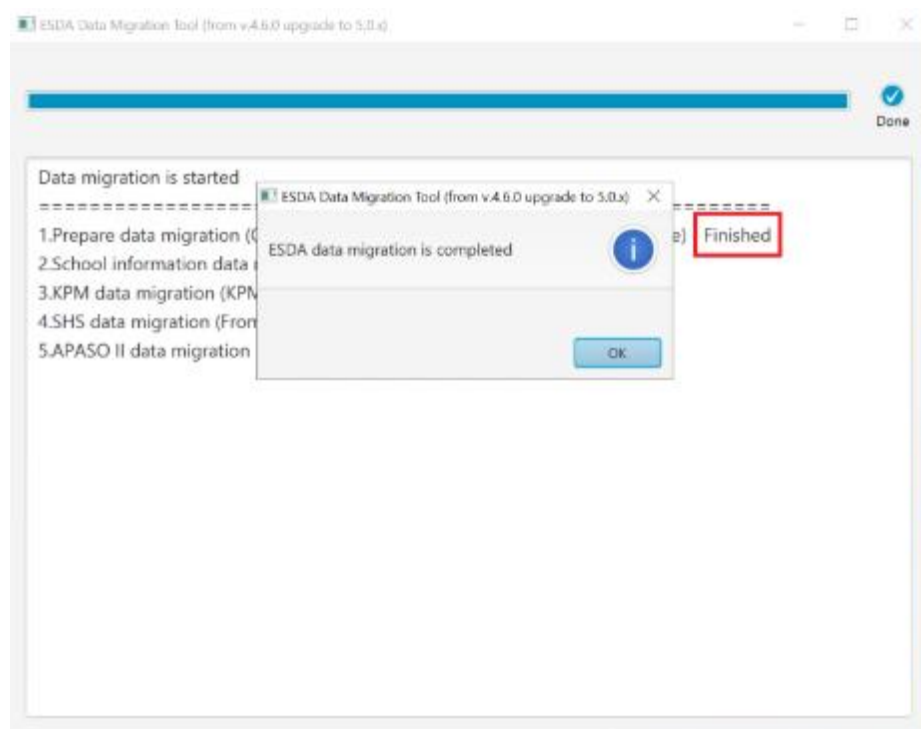 ESDA Data Migration Tool (from v.4.6.0 upgrade to 5.0.x)
Done
Data migration is started
ESDA Data Migration Tool (from v.4.6.0 upgrade to 5.0.x)
==================== =========
1.Prepare data migration ( e) Finished
ESDA data migration is completed
2.School information data
3.KPM data migration (KPM
4.SHS data migration (From
5.APASO II data migration
OK